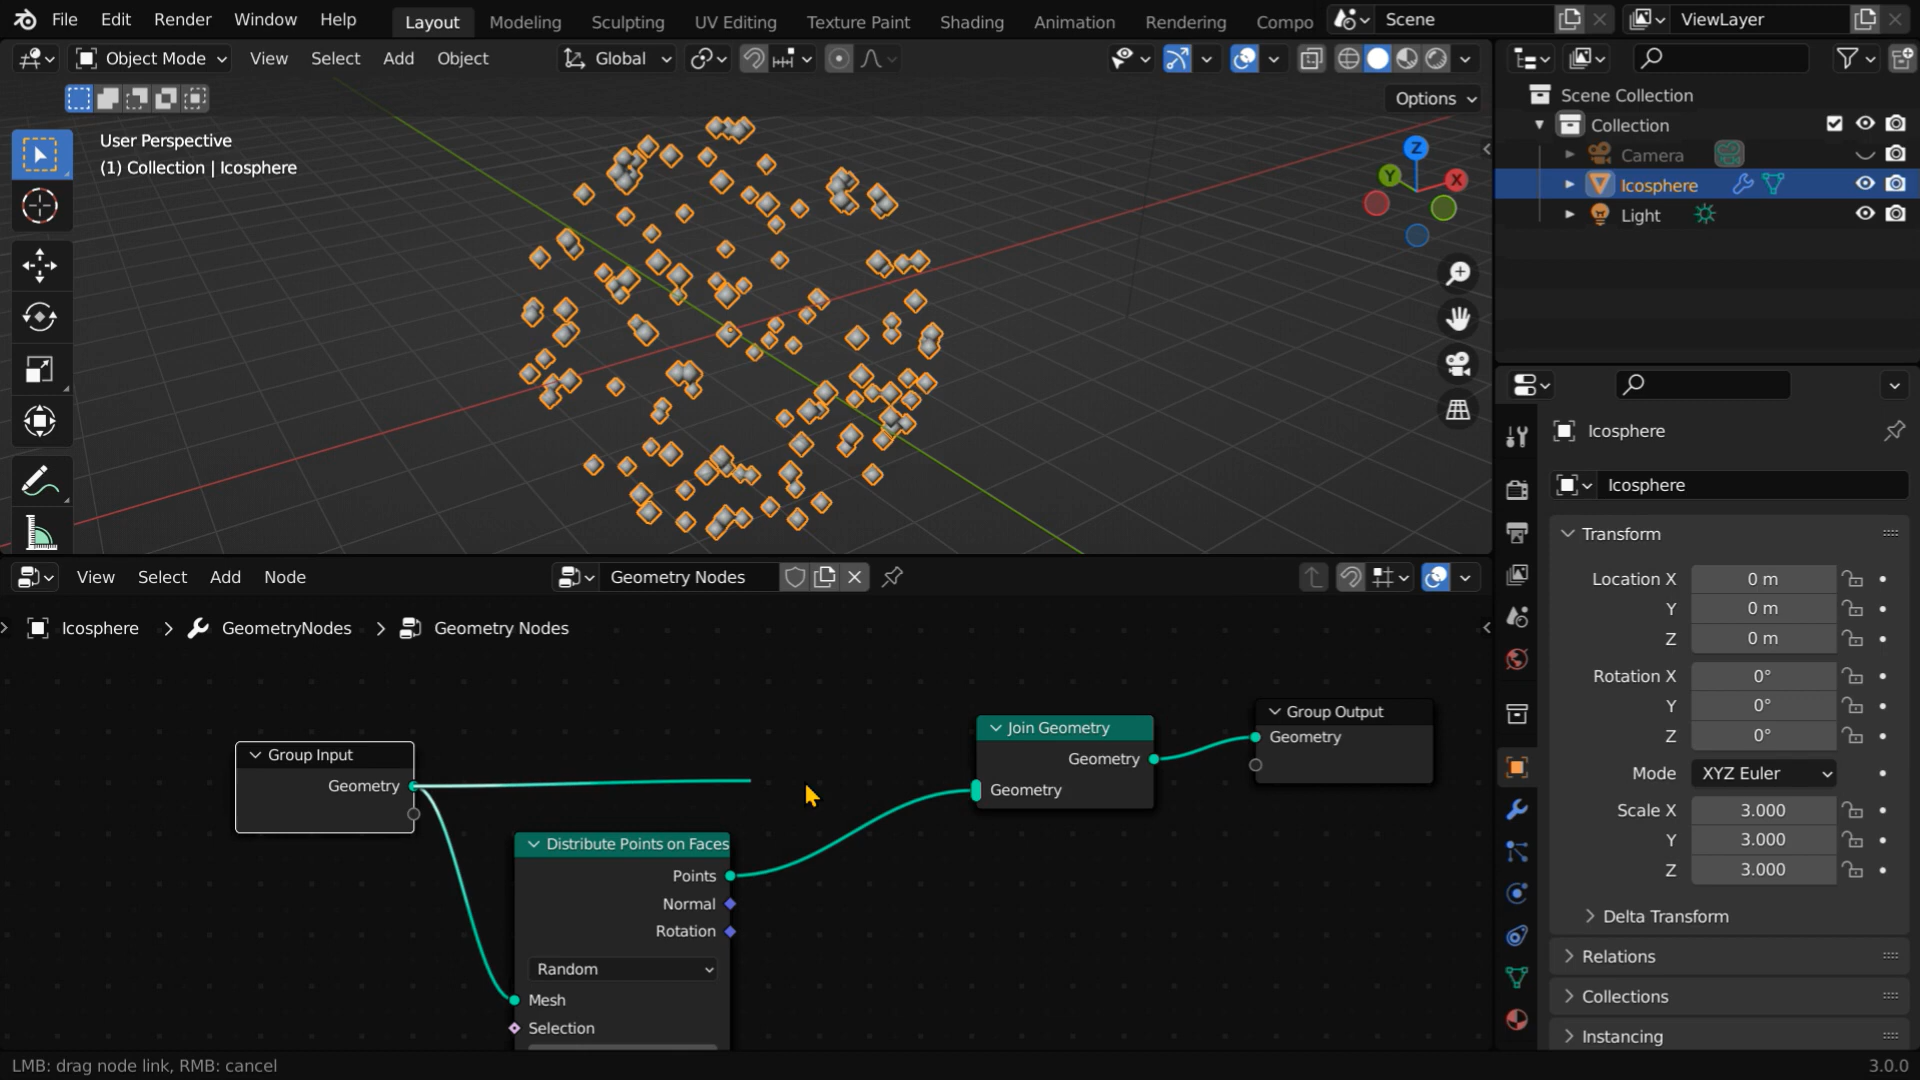 File Edit Render Window Help Layout Modeling Sculpting UV Editing Texture Paint Shading Animation Rendering Compo Scene ViewLayer
Object Mode View Select Add Object Global
Options
User Perspective
(1) Collection | Icosphere
Z
Y
X
Scene Collection
Collection
Camera
Icosphere
Light
Icosphere
Icosphere
Transform
Location X 0 m
Y 0 m
Z 0 m
Rotation X 0°
Y 0°
Z 0°
Mode XYZ Euler
Scale X 3.000
Y 3.000
Z 3.000
Delta Transform
Relations
Collections
Instancing
View Select Add Node Geometry Nodes
Icosphere GeometryNodes Geometry Nodes
Group Input
Geometry
Distribute Points on Faces
Points
Normal
Rotation
Random
Mesh
Selection
Join Geometry
Geometry
Geometry
Group Output
Geometry
LMB: drag node link, RMB: cancel
3.0.0